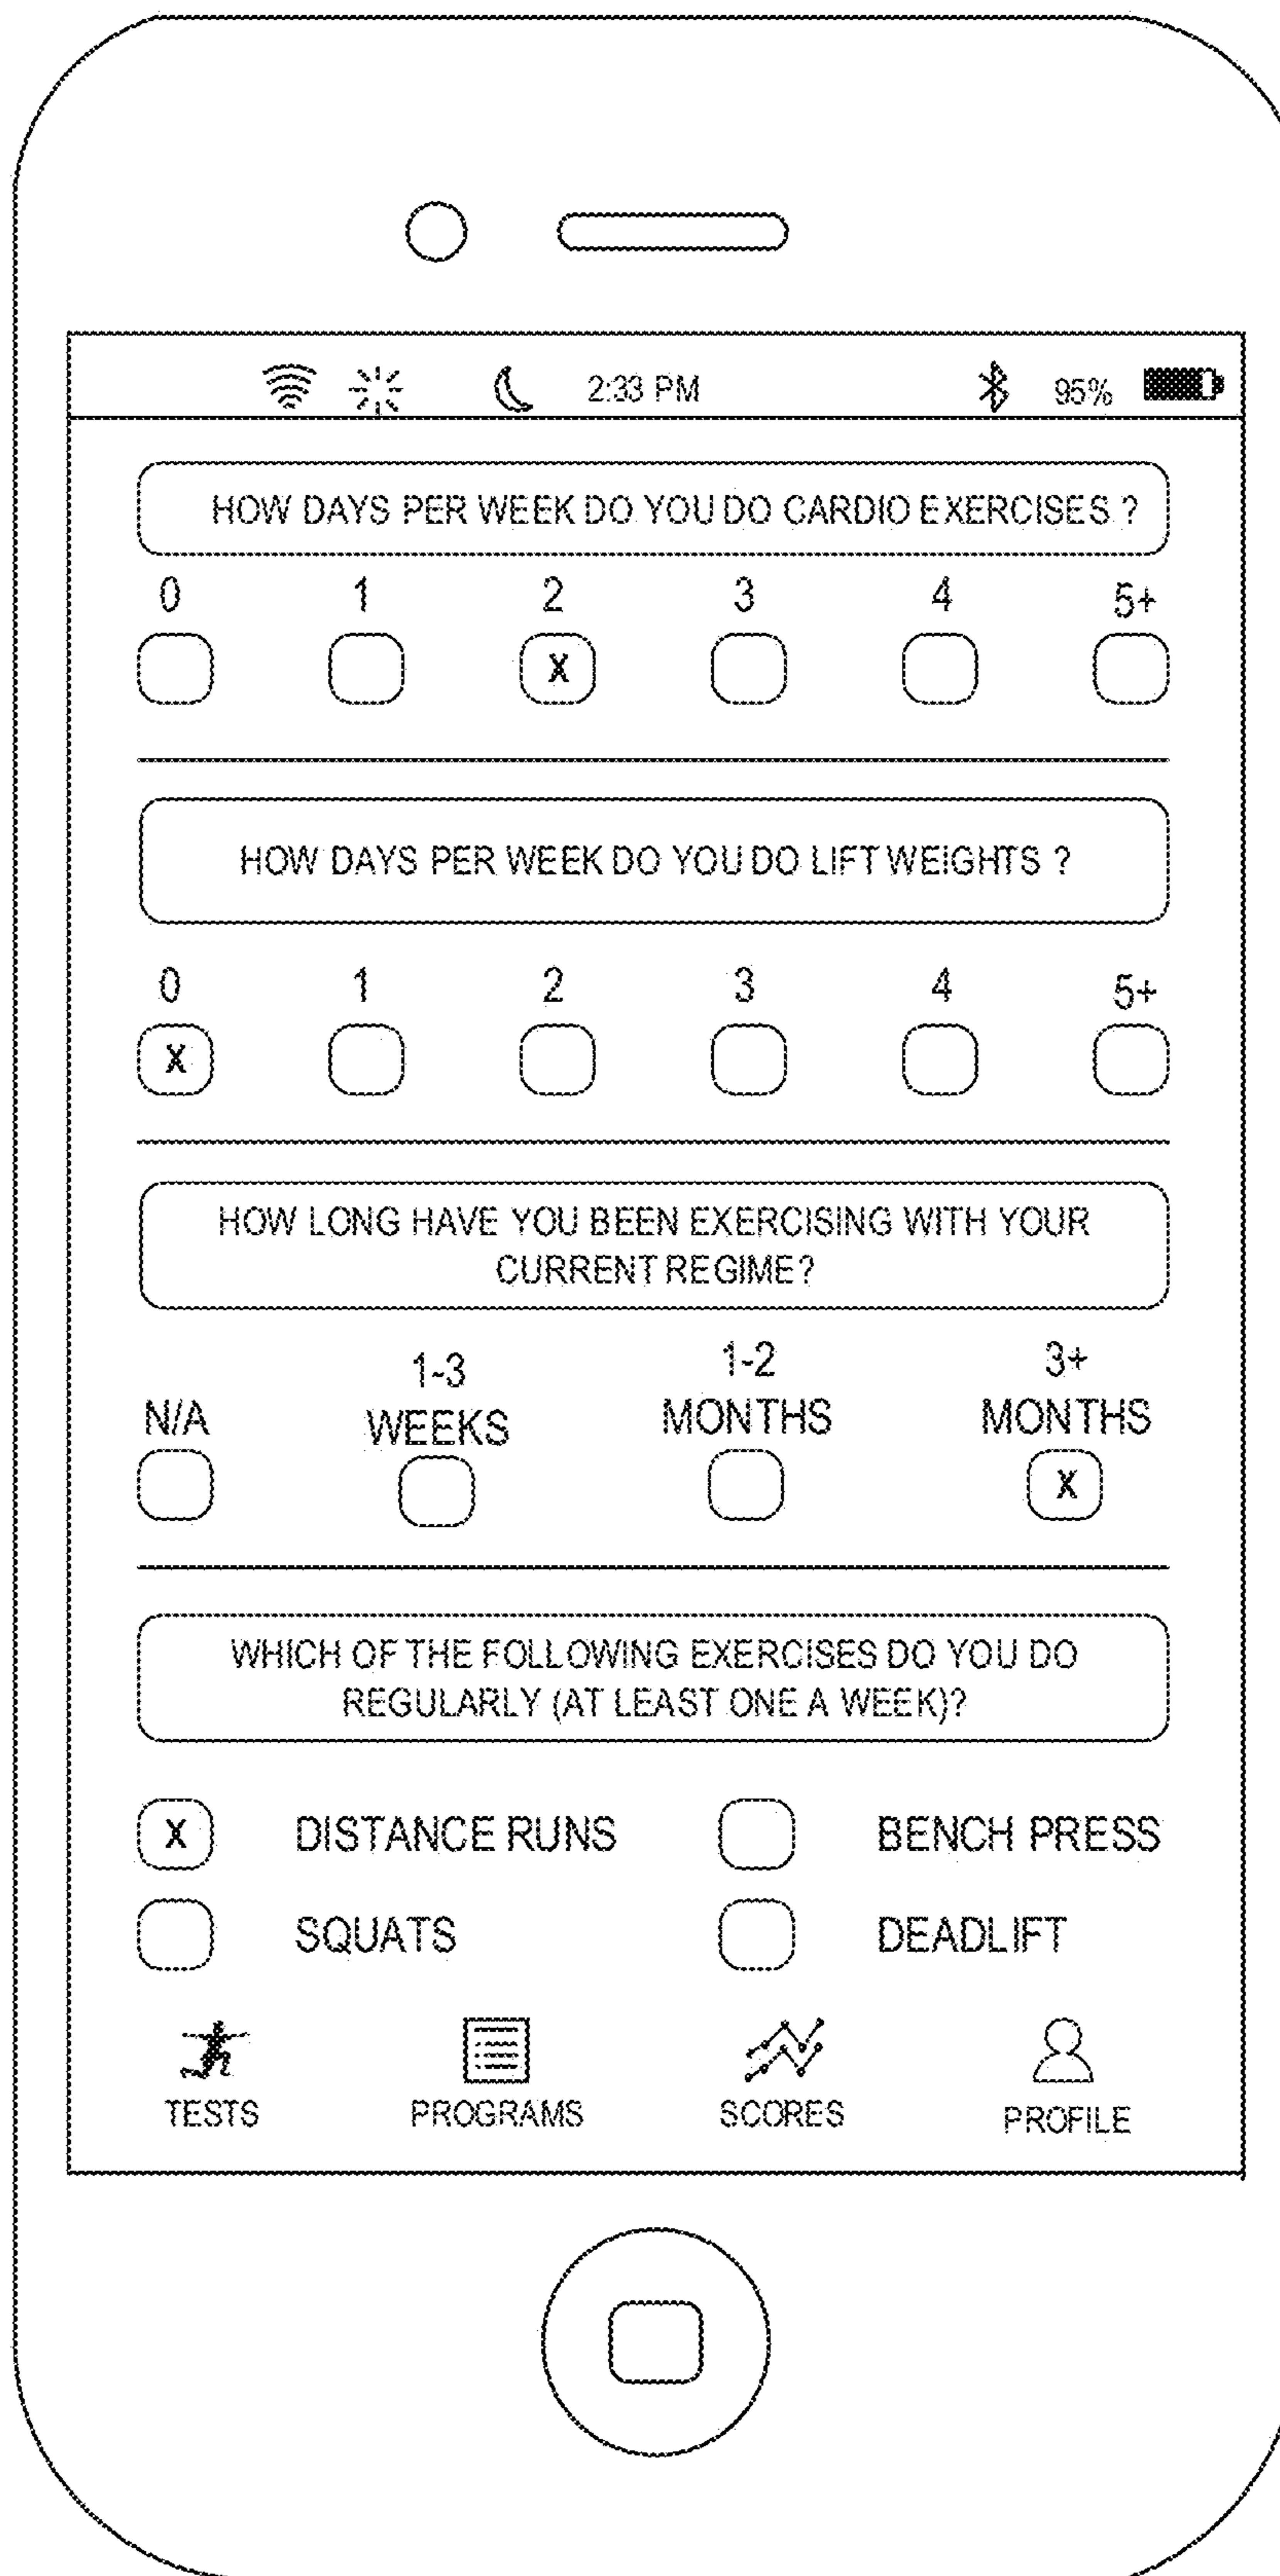 2:33 PM 95%
HOW DAYS PER WEEK DO YOU DO CARDIO EXERCISES ?
0 1 2 3 4 5+
X
HOW DAYS PER WEEK DO YOU DO LIFT WEIGHTS ?
0 1 2 3 4 5+
X
HOW LONG HAVE YOU BEEN EXERCISING WITH YOUR
CURRENT REGIME?
N/A
1-3
WEEKS
1-2
MONTHS
3+
MONTHS
X
WHICH OF THE FOLLOWING EXERCISES DO YOU DO
REGULARLY (AT LEAST ONE A WEEK)?
X DISTANCE RUNS BENCH PRESS
SQUATS DEADLIFT
TESTS PROGRAMS SCORES PROFILE